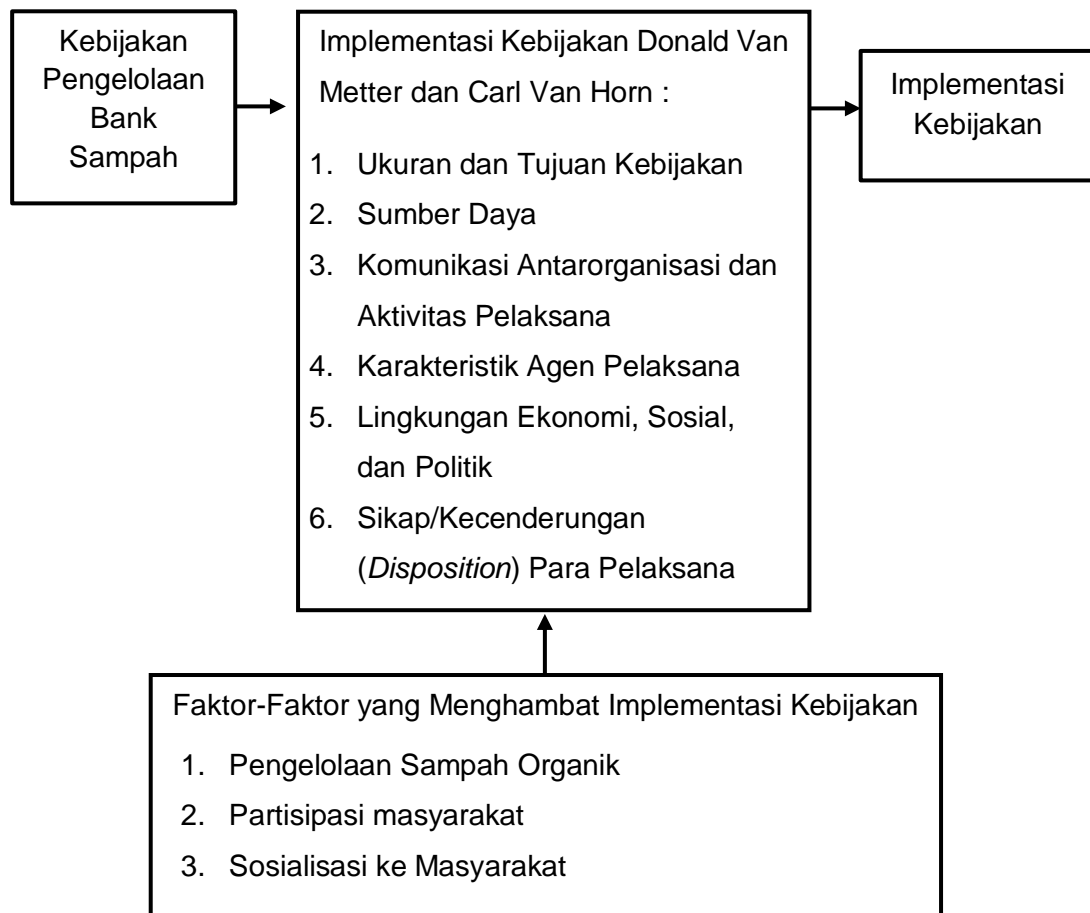 Kebijakan
Pengelolaan
Bank
Sampah
Implementasi Kebijakan Donald Van
Metter dan Carl Van Horn :
1. Ukuran dan Tujuan Kebijakan
2. Sumber Daya
3. Komunikasi Antarorganisasi dan
Aktivitas Pelaksana
4. Karakteristik Agen Pelaksana
5. Lingkungan Ekonomi, Sosial,
dan Politik
6. Sikap/Kecenderungan
(Disposition) Para Pelaksana
Implementasi
Kebijakan
Faktor-Faktor yang Menghambat Implementasi Kebijakan
1. Pengelolaan Sampah Organik
2. Partisipasi masyarakat
3. Sosialisasi ke Masyarakat